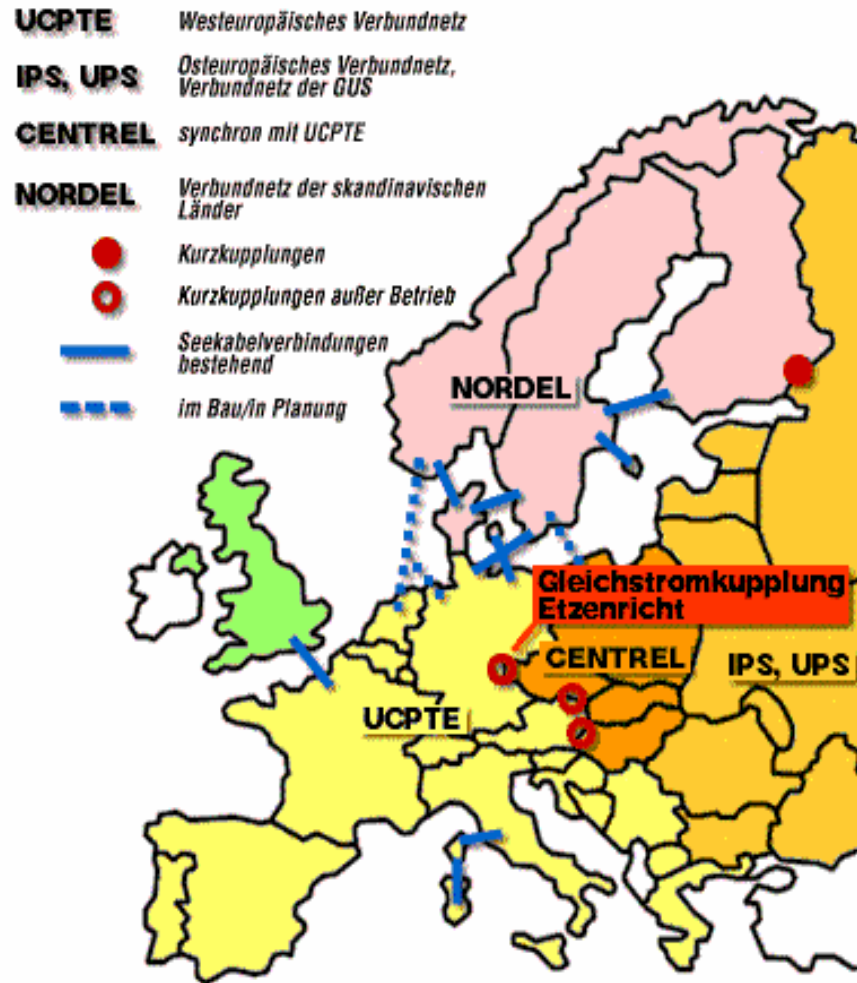 UCPTE Westeuropäisches Verbundnetz
IPS, UPS Osteuropäisches Verbundnetz,
Verbundnetz der GUS
CENTREL synchron mit UCPTE
NORDEL Verbundnetz der skandinavischen
Länder
Kurzkupplungen
Kurzkupplungen außer Betrieb
Seekabelverbindungen
bestehend
im Bau/in Planung
NORDEL
Gleichstromkupplung
Etzenricht
CENTREL
IPS, UPS
UCPTE